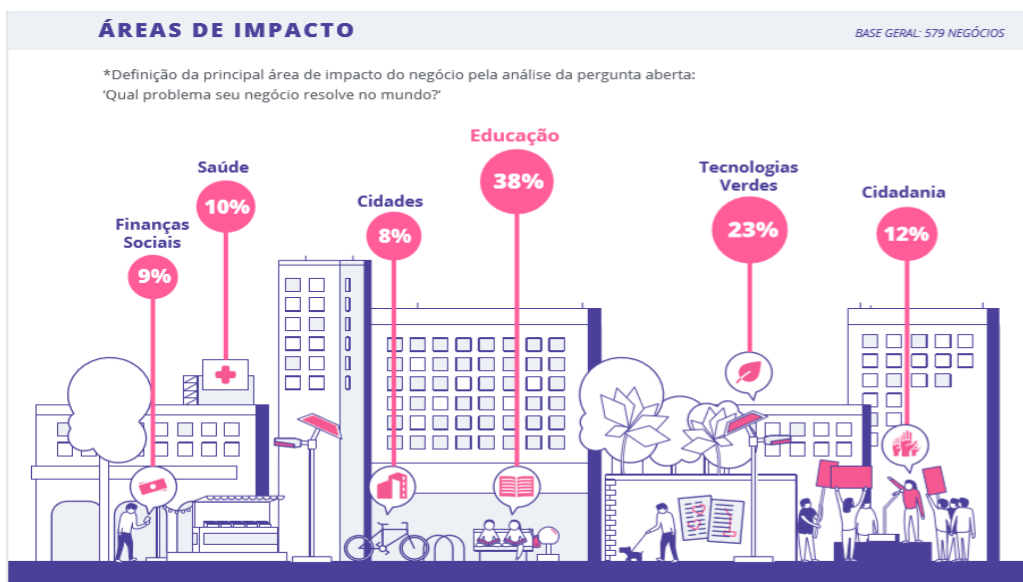 ÁREAS DE IMPACTO
BASE GERAL: 579 NEGÓCIOS
*Definição da principal área de impacto do negócio pela análise da pergunta aberta:
‘Qual problema seu negócio resolve no mundo?’
Finanças
Sociais
9%
Saúde
10%
Cidades
8%
Educação
38%
Tecnologias
Verdes
23%
Cidadania
12%